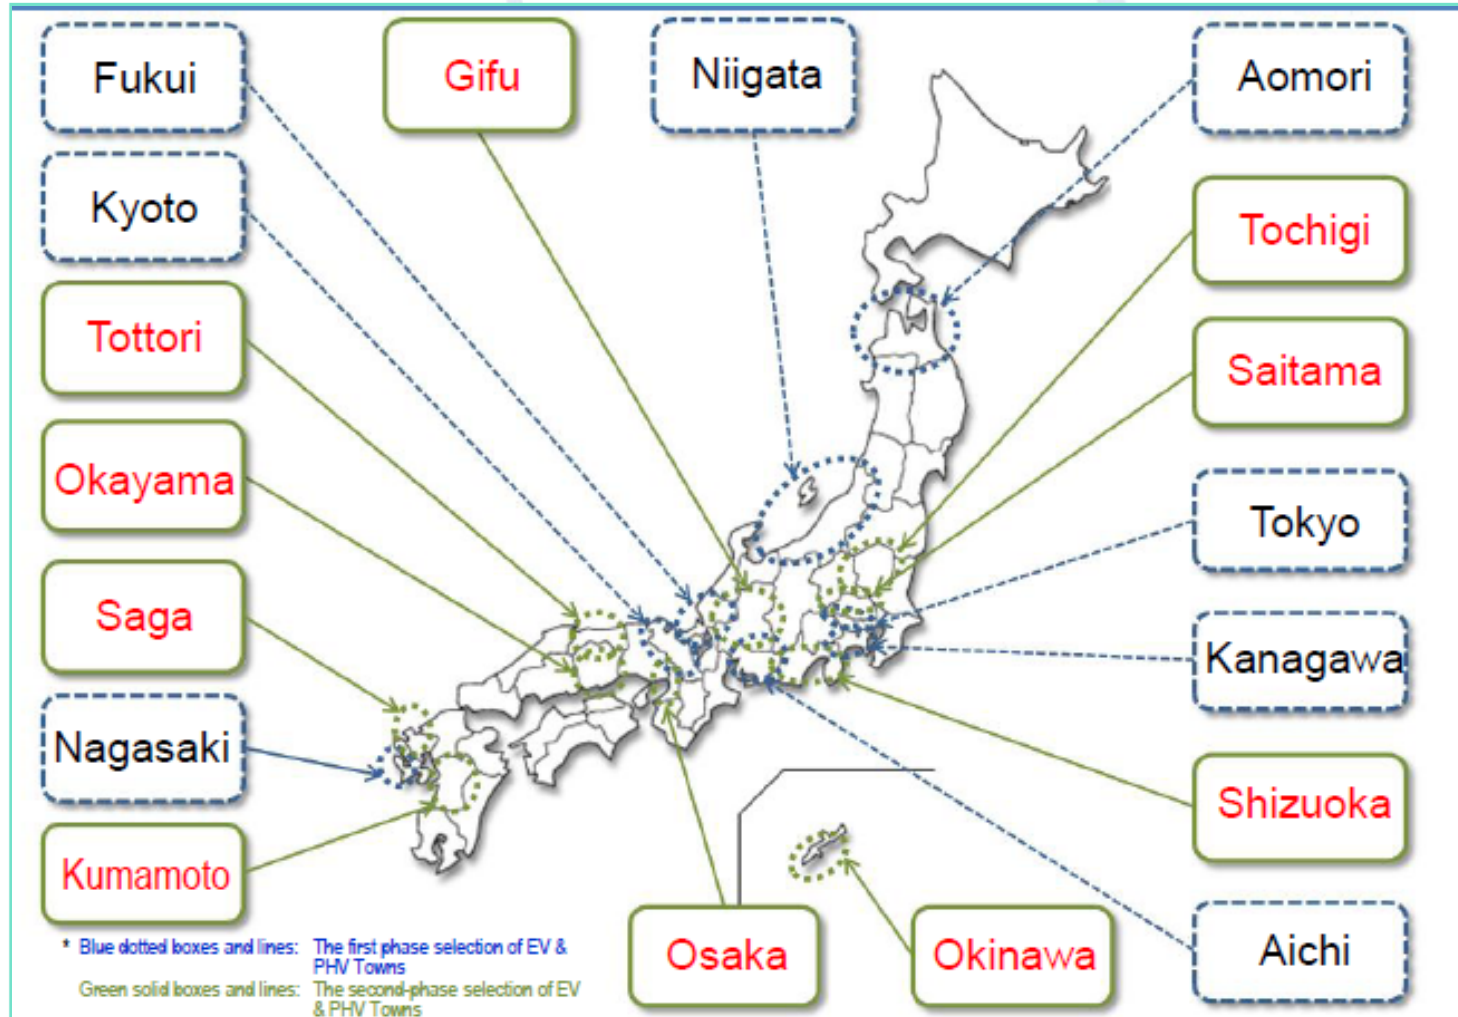 Fukui
Gifu
Niigata
Aomori
Kyoto
Tochigi
Tottori
Saitama
Okayama
Tokyo
Saga
Kanagawa
Nagasaki
Shizuoka
Kumamoto
Osaka
Okinawa
Aichi
* Blue dotted boxes and lines: The first phase selection of EV &
PHV Towns
Green solid boxes and lines: The second-phase selection of EV
& PHV Towns